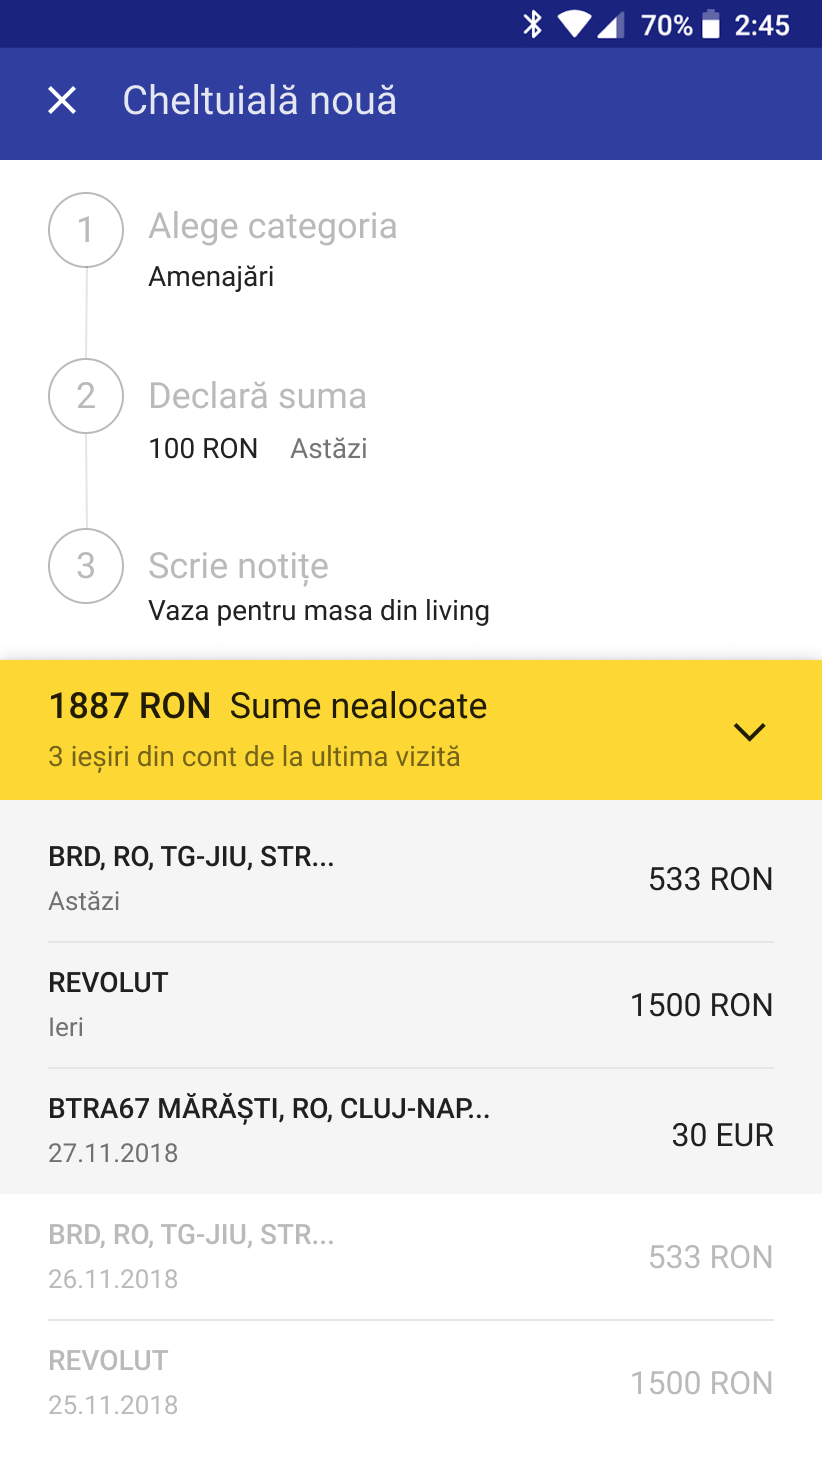 70% 2:45
Cheltuială nouă
1 Alege categoria
Amenajări
2 Declară suma
100 RON Astăzi
3 Scrie notițe
Vaza pentru masa din living
1887 RON Sume nealocate
3 ieșiri din cont de la ultima vizită
BRD, RO, TG-JIU, STR...
533 RON
Astăzi
REVOLUT
1500 RON
Ieri
BTRA67 MĂRĂȘTI, RO, CLUJ-NAP...
30 EUR
27.11.2018
BRD, RO, TG-JIU, STR...
533 RON
26.11.2018
REVOLUT
1500 RON
25.11.2018